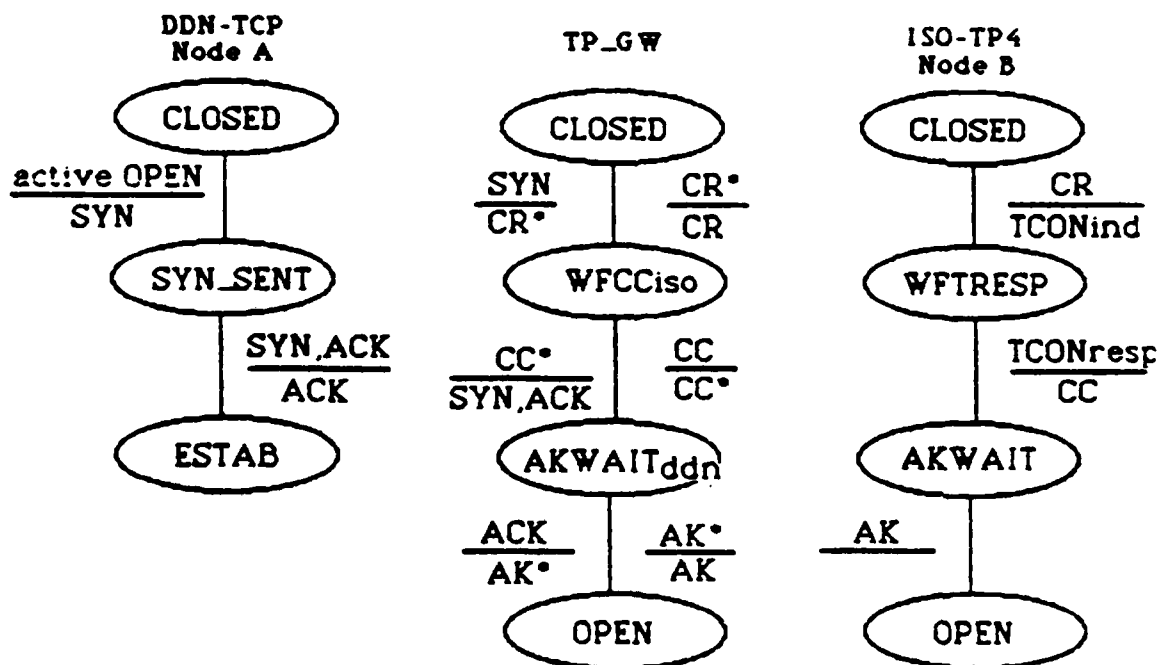 DDN-TCP
Node A
CLOSED
active OPEN
SYN
SYN_SENT
SYN,ACK
ACK
ESTAB
TP_GW
CLOSED
SYN
CR*
CR*
CR
WFCCiso
CC*
SYN,ACK
CC
CC*
AKWAITddn
ACK
AK*
AK*
AK
OPEN
ISO-TP4
Node B
CLOSED
CR
TCONind
WFTRESP
TCONresp
CC
AKWAIT
AK
OPEN